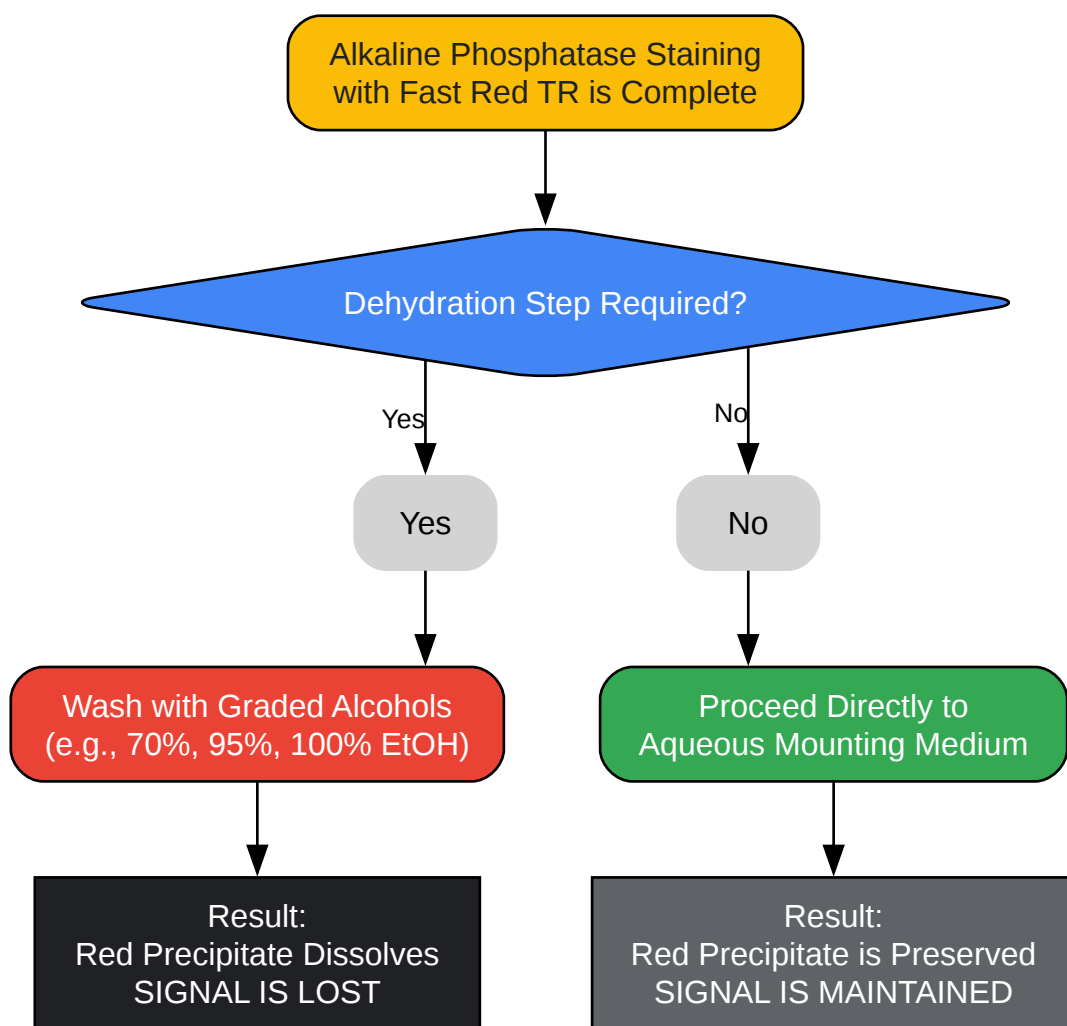 Alkaline Phosphatase Staining
with Fast Red TR is Complete
Dehydration Step Required?
Yes
No
Yes
No
Wash with Graded Alcohols
(e.g., 70%, 95%, 100% EtOH)
Proceed Directly to
Aqueous Mounting Medium
Result:
Red Precipitate Dissolves
SIGNAL IS LOST
Result:
Red Precipitate is Preserved
SIGNAL IS MAINTAINED